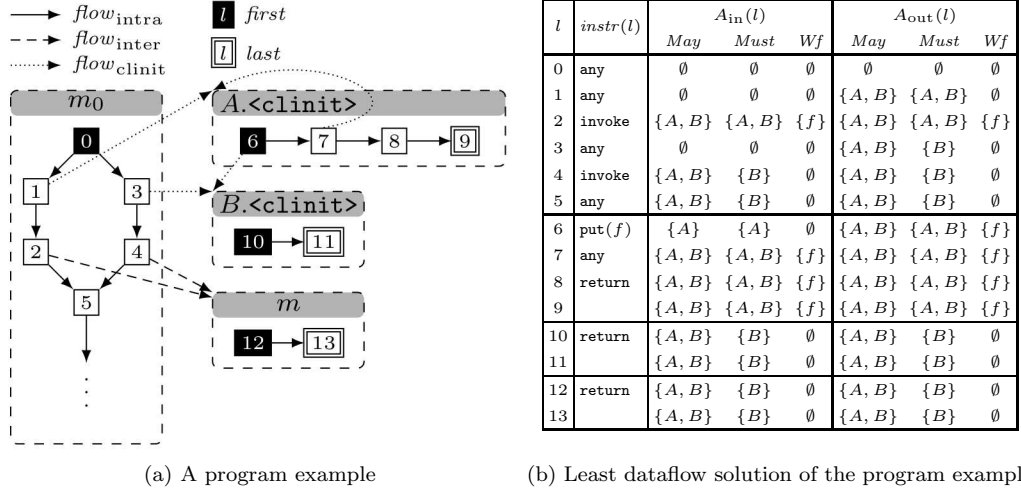 flow_intra
flow_inter
flow_clinit
l first
l last
m0
0
1 3
2 4
5
A.<clinit>
6 7 8 9
B.<clinit>
10 11
m
12 13
(a) A program example
l instr(l) A_in(l) A_out(l)
May Must Wf May Must Wf
0 any ∅ ∅ ∅ ∅ ∅ ∅
1 any ∅ ∅ ∅ {A, B} {A, B} ∅
2 invoke {A, B} {A, B} {f} {A, B} {A, B} {f}
3 any ∅ ∅ ∅ {A, B} {B} ∅
4 invoke {A, B} {B} ∅ {A, B} {B} ∅
5 any {A, B} {B} ∅ {A, B} {B} ∅
6 put(f) {A} {A} ∅ {A, B} {A, B} {f}
7 any {A, B} {A, B} {f} {A, B} {A, B} {f}
8 return {A, B} {A, B} {f} {A, B} {A, B} {f}
9 {A, B} {A, B} {f} {A, B} {A, B} {f}
10 return {A, B} {B} ∅ {A, B} {B} ∅
11 {A, B} {B} ∅ {A, B} {B} ∅
12 return {A, B} {B} ∅ {A, B} {B} ∅
13 {A, B} {B} ∅ {A, B} {B} ∅
(b) Least dataflow solution of the program exampl